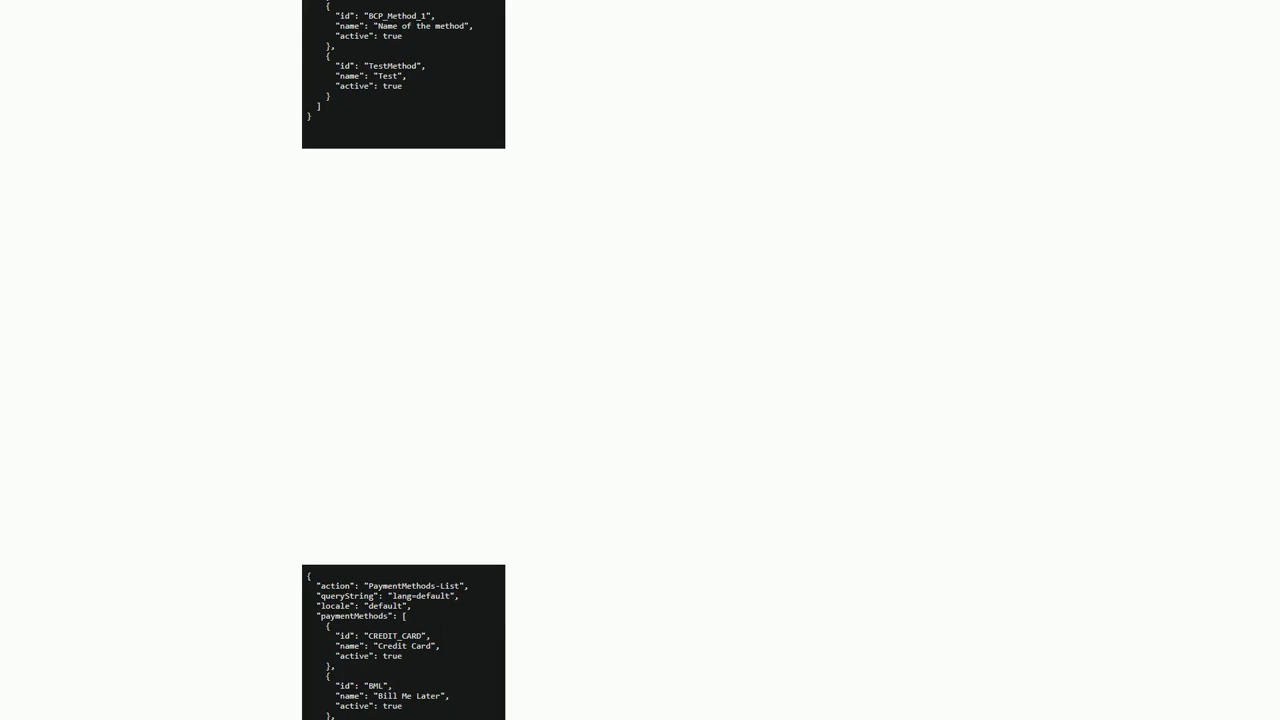 {
"id": "BCP_Method_1",
"name": "Name of the method",
"active": true
},
{
"id": "TestMethod",
"name": "Test",
"active": true
}
]
}
{
"action": "PaymentMethods-List",
"queryString": "lang=default",
"locale": "default",
"paymentMethods": [
{
"id": "CREDIT_CARD",
"name": "Credit Card",
"active": true
},
{
"id": "BML",
"name": "Bill Me Later",
"active": true
},